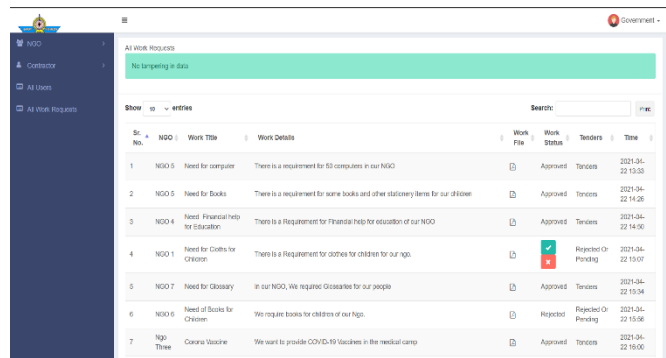 Government
NGO
Contractor
All Users
All Work Requests
All Work Requests
No tampering in data
Show 10 entries
Search:
Print
Sr. No. NGO Work Title Work Details Work File Work Status Tenders Time
1 NGO 5 Need for computer There is a requirement for 50 computers in our NGO Approved Tenders 2021-04-22 13:33
2 NGO 5 Need for Books There is a requirement for some books and other stationery items for our children Approved Tenders 2021-04-22 14:26
3 NGO 4 Need Financial help for Education There is a Requirement for Financial help for education of our NGO Approved Tenders 2021-04-22 14:50
4 NGO 1 Need for Cloths for Children There is a Requirement for clothes for children for our ngo. Rejected Or Pending 2021-04-22 15:07
5 NGO 7 Need for Glossary In our NGO, We required Glossaries for our people Approved Tenders 2021-04-22 15:34
6 NGO 6 Need of Books for Children We require books for children of our Ngo. Rejected Rejected Or Pending 2021-04-22 15:56
7 Ngo Three Corona Vaccine We want to provide COVID-19 Vaccines in the medical camp Approved Tenders 2021-04-22 16:00